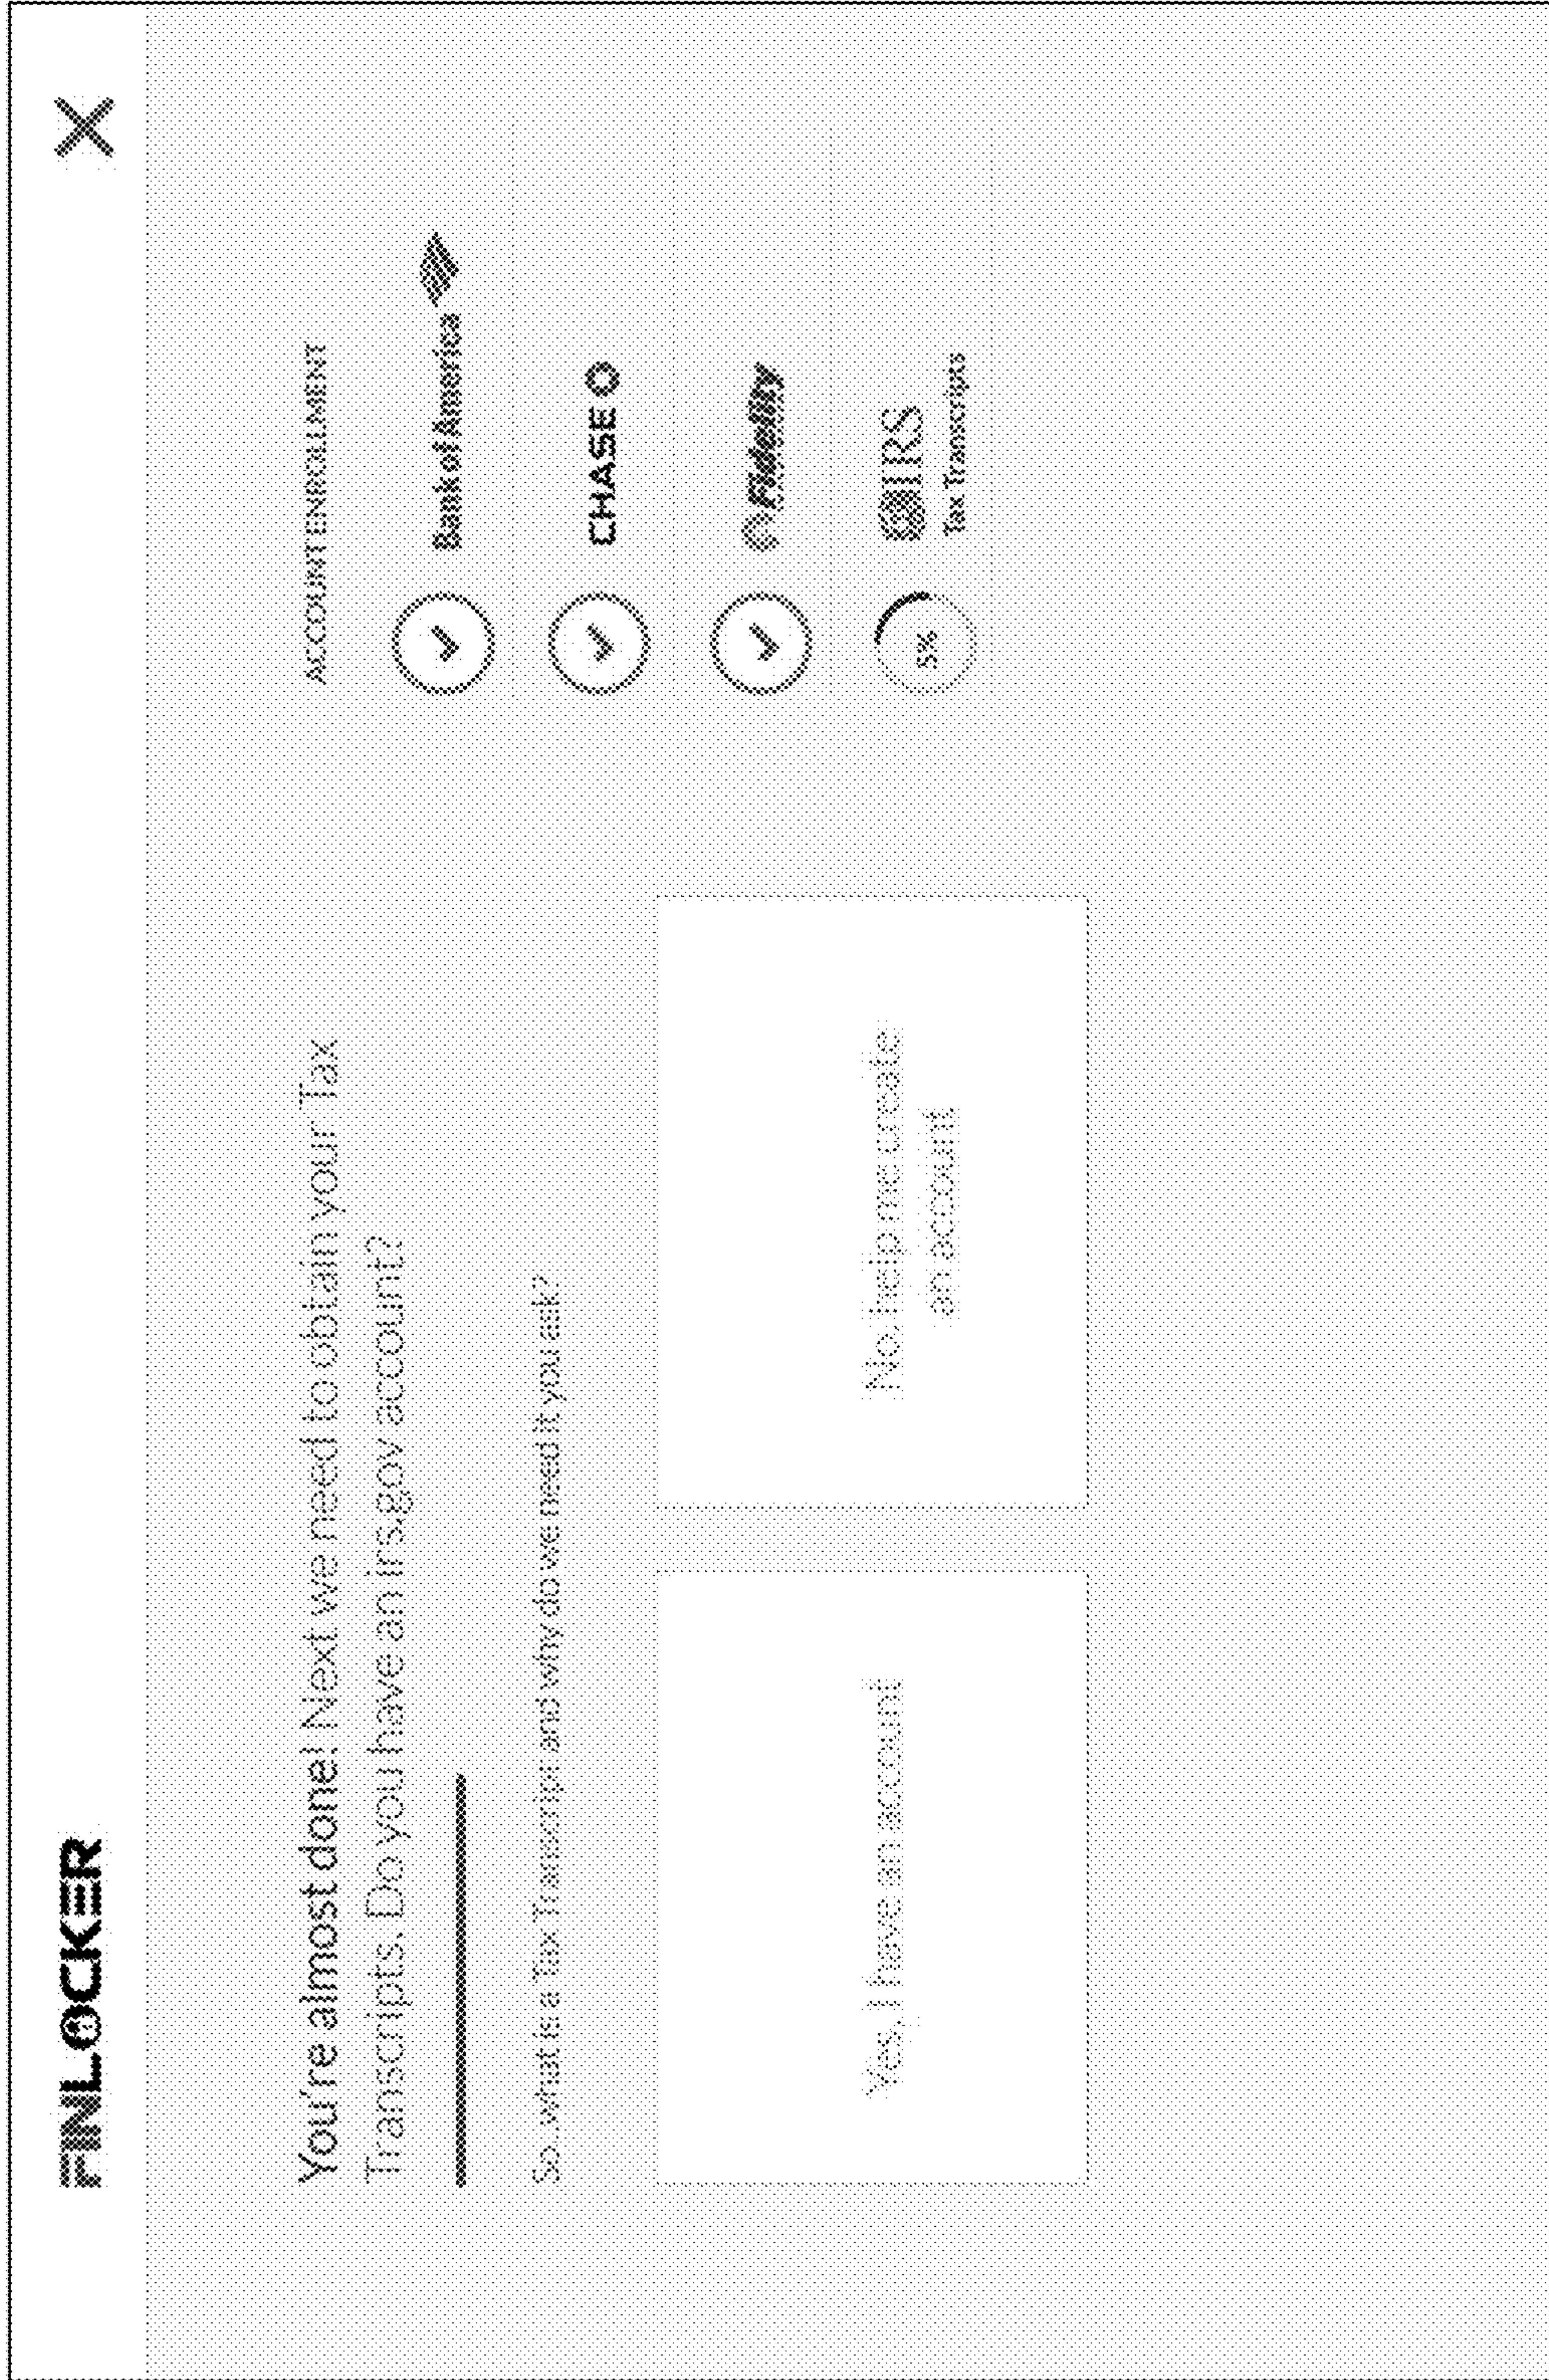 FINLOCKER
You're almost done! Next we need to obtain your Tax
Transcripts. Do you have an irs.gov account?
So..what is a Tax Transcript and why do we need it you ask?
Yes, I have an account
No, help me create
an account
ACCOUNT ENROLLMENT
Bank of America
CHASE
Fidelity
5%
IRS
Tax Transcripts